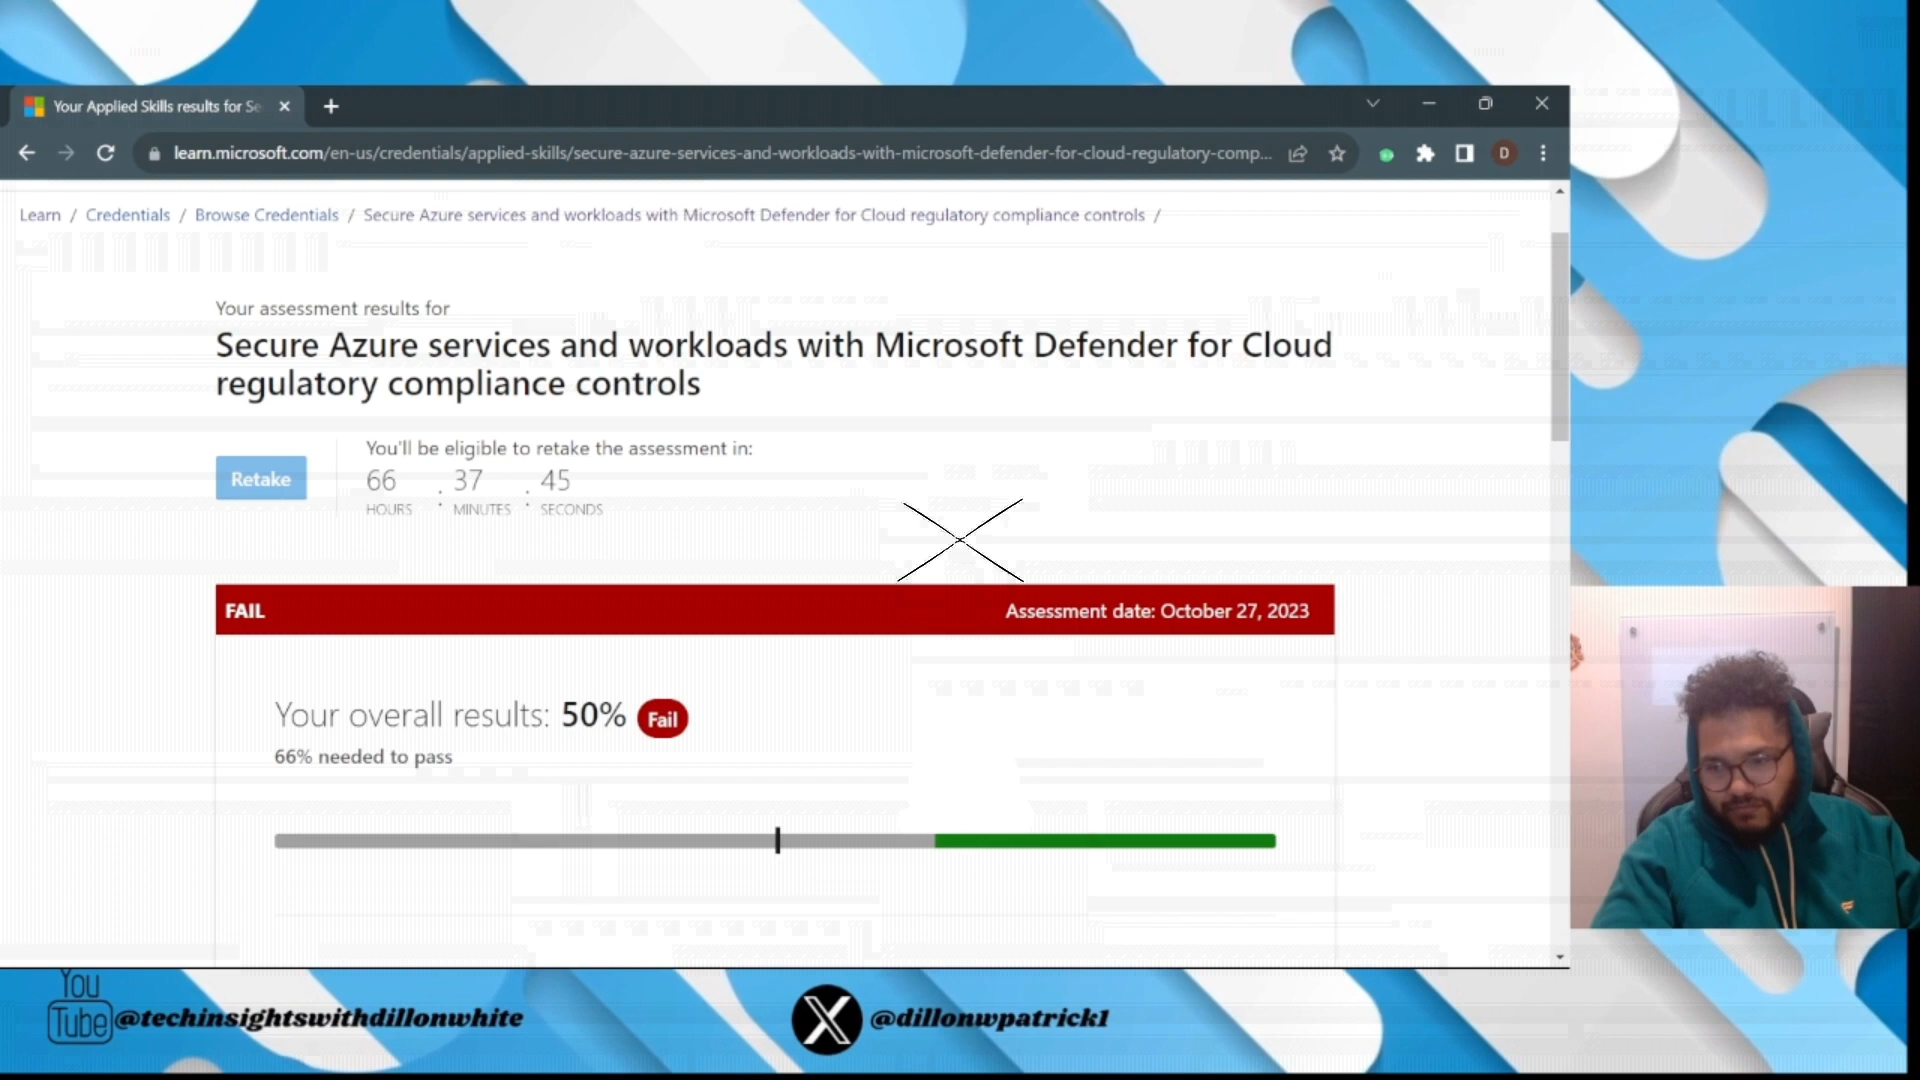 Your Applied Skills results for Se
learn.microsoft.com/en-us/credentials/applied-skills/secure-azure-services-and-workloads-with-microsoft-defender-for-cloud-regulatory-comp...
D
Learn / Credentials / Browse Credentials / Secure Azure services and workloads with Microsoft Defender for Cloud regulatory compliance controls /
Your assessment results for
Secure Azure services and workloads with Microsoft Defender for Cloud
regulatory compliance controls
Retake
You'll be eligible to retake the assessment in:
66 : 37 : 45
HOURS MINUTES SECONDS
FAIL Assessment date: October 27, 2023
Your overall results: 50% Fail
66% needed to pass
You
Tube @techinsightswithdillonwhite
X @dillonwpatrick1